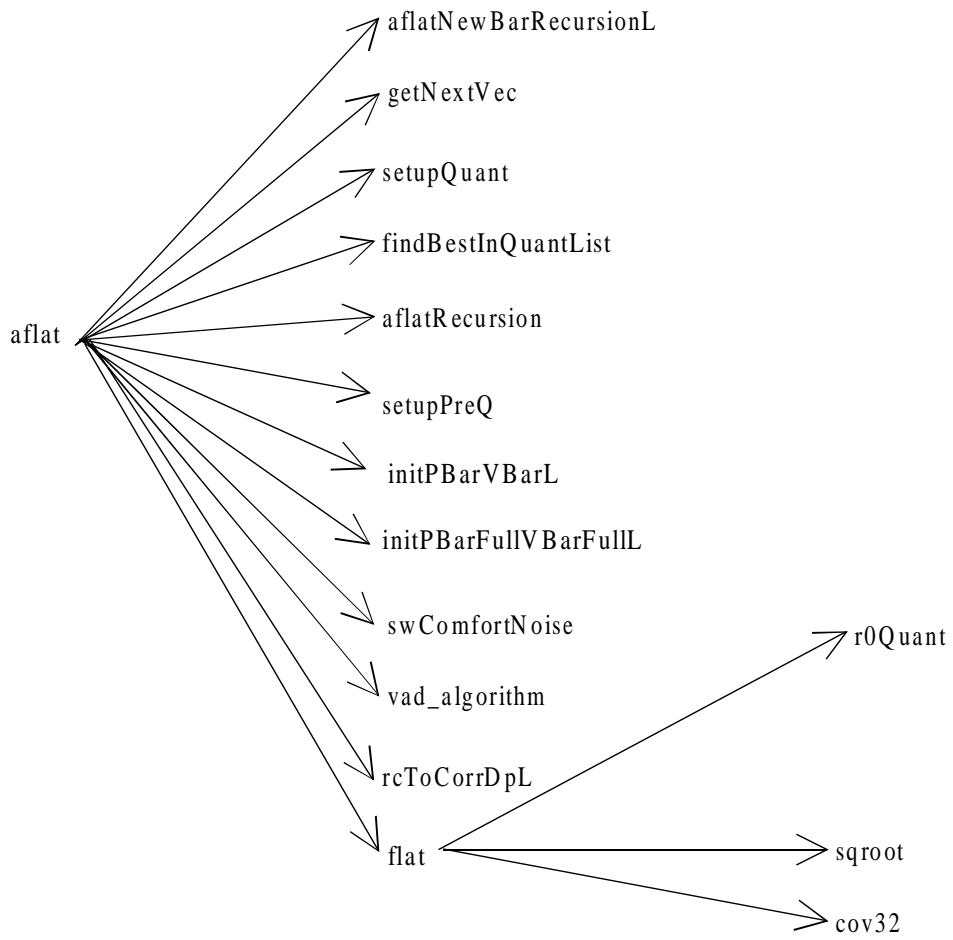 aflatNewBarRecursionL
getNextVec
setupQuant
findBestInQuantList
aflatRecursion
aflat
setupPreQ
initPBarVBarL
initPBarFullVBarFullL
swComfortNoise
r0Quant
vad_algorithm
rcToCorrDpL
flat
sqroot
cov32